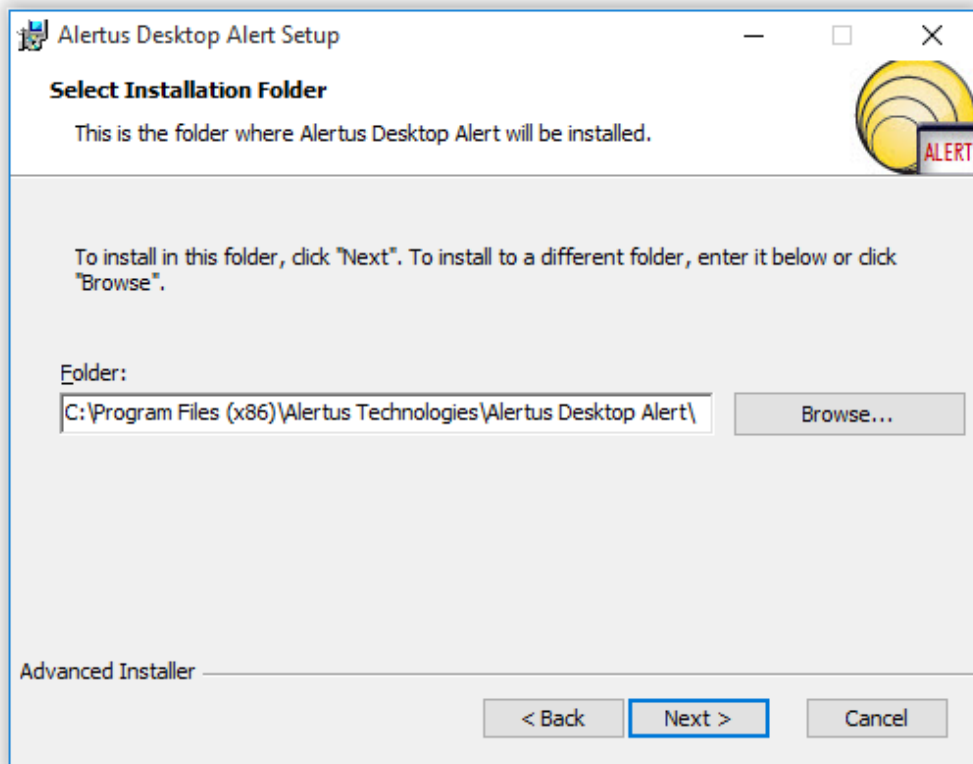 Alertus Desktop Alert Setup
Select Installation Folder
This is the folder where Alertus Desktop Alert will be installed.
ALERT
To install in this folder, click "Next". To install to a different folder, enter it below or click
"Browse".
Folder:
C:\Program Files (x86)\Alertus Technologies\Alertus Desktop Alert\
Browse...
Advanced Installer
< Back
Next >
Cancel